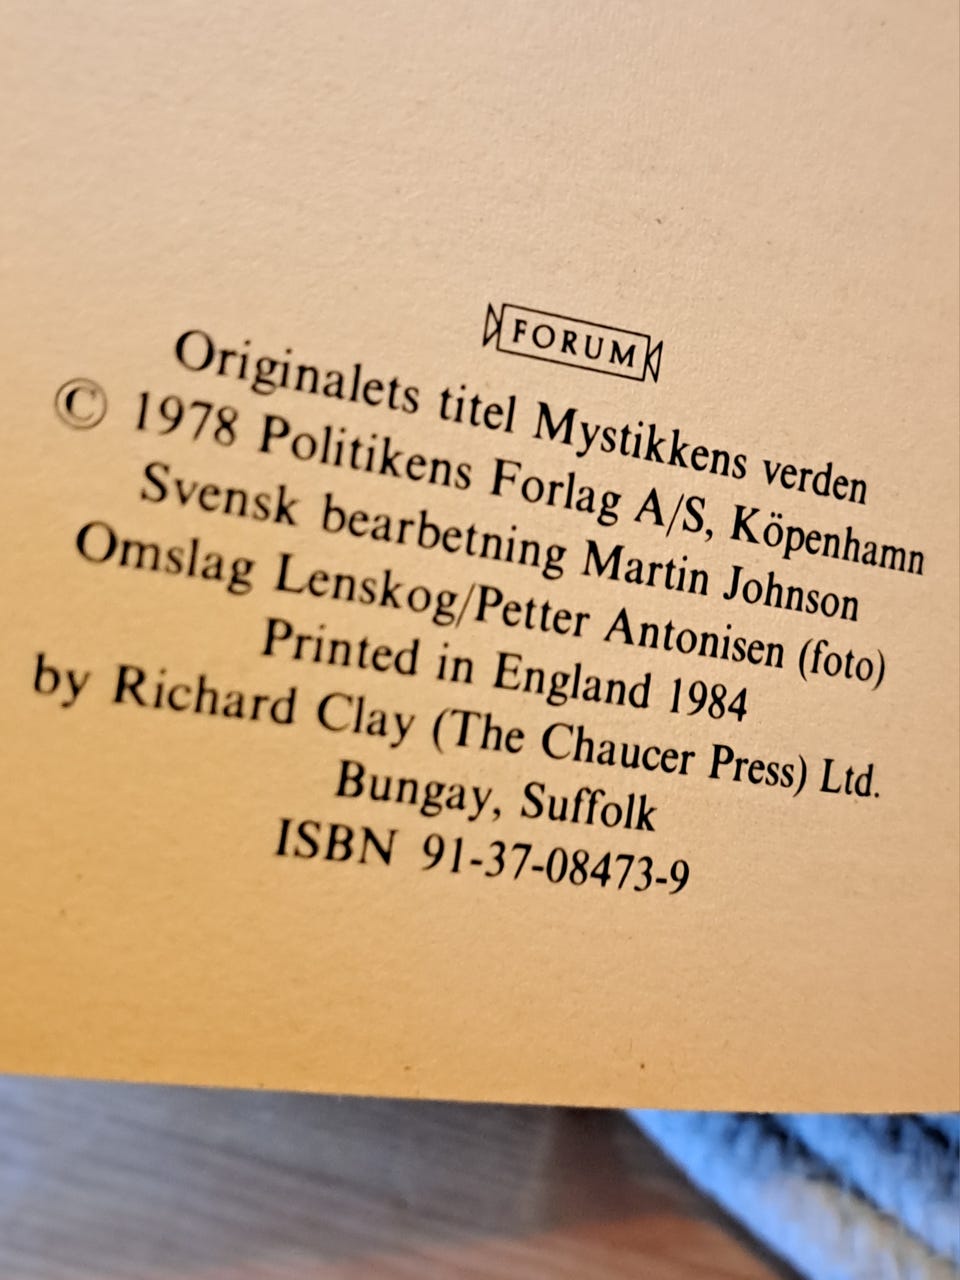 FORUM
Originalets titel Mystikkens verden
© 1978 Politikens Forlag A/S, Köpenhamn
Svensk bearbetning Martin Johnson
Omslag Lenskog/Petter Antonisen (foto)
Printed in England 1984
by Richard Clay (The Chaucer Press) Ltd.
Bungay, Suffolk
ISBN 91-37-08473-9